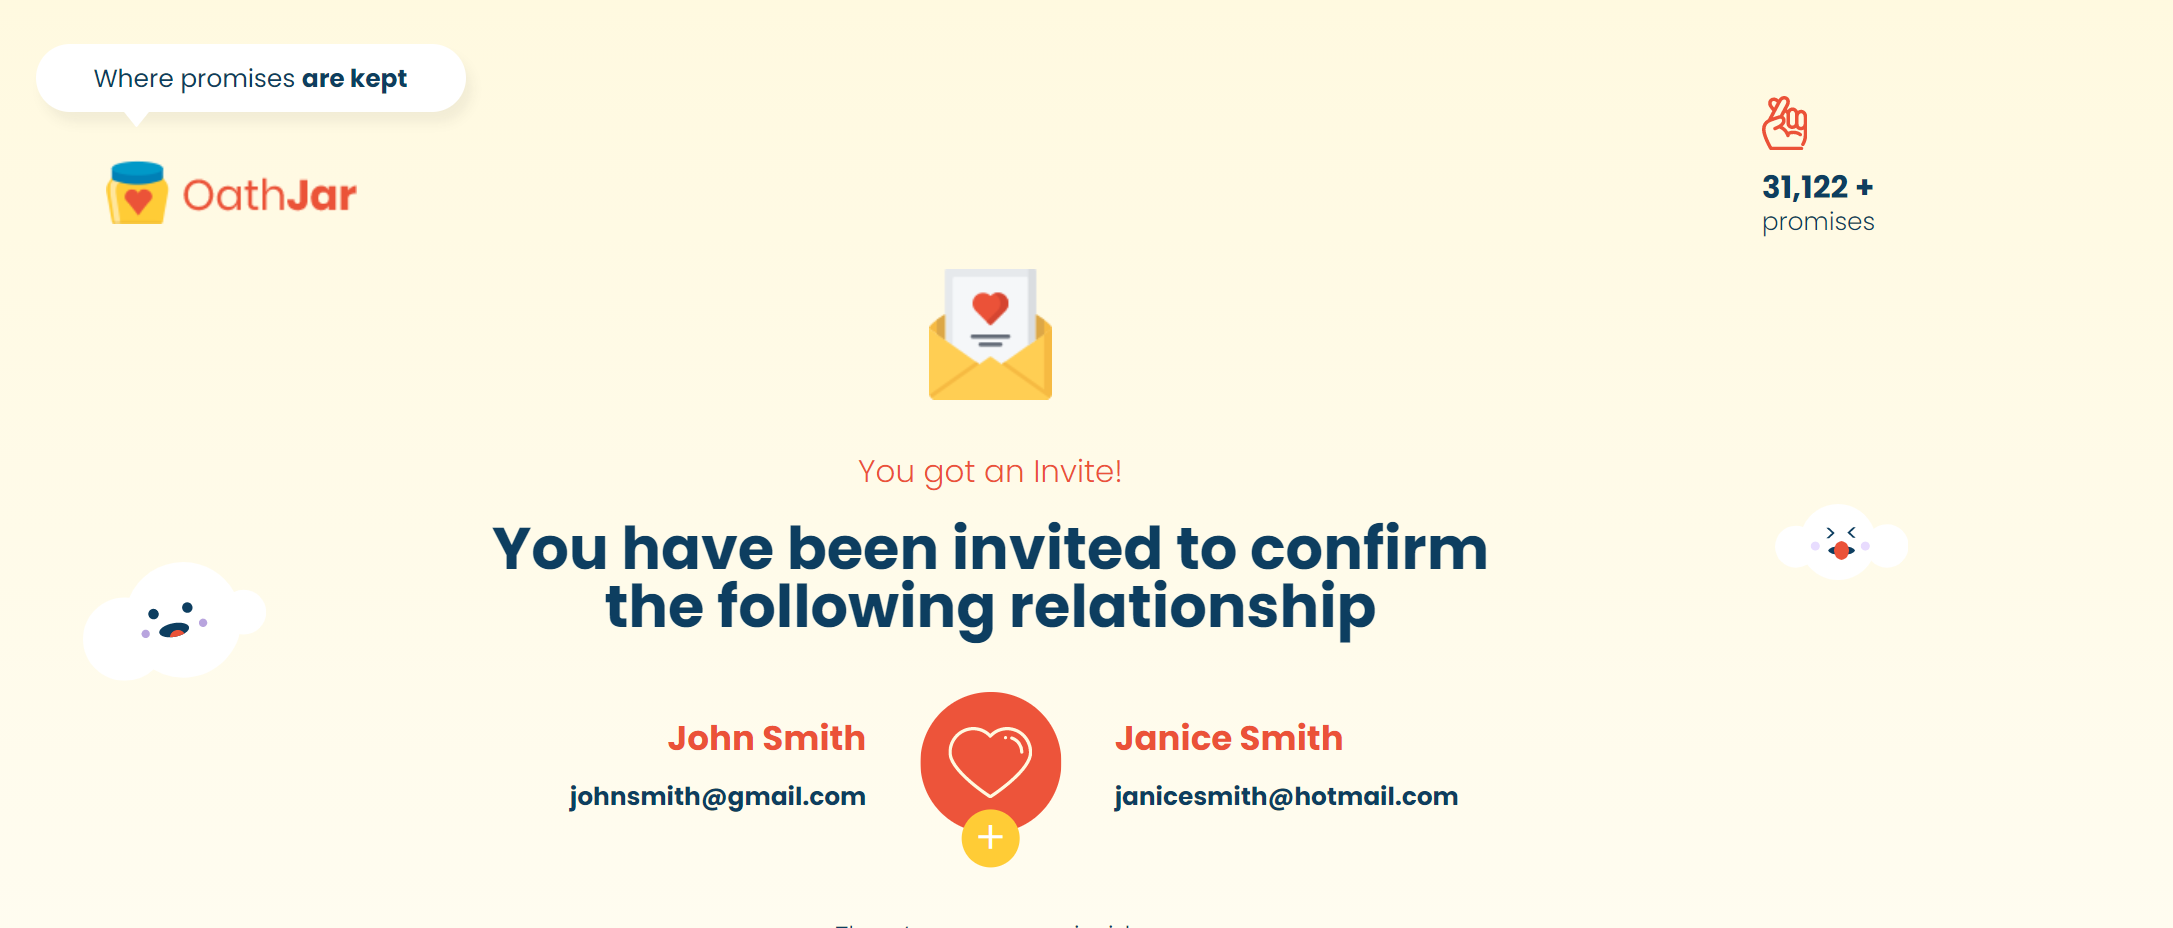 Where promises are kept
OathJar
31,122 +
promises
You got an Invite!
You have been invited to confirm
the following relationship
John Smith
johnsmith@gmail.com
Janice Smith
janicesmith@hotmail.com